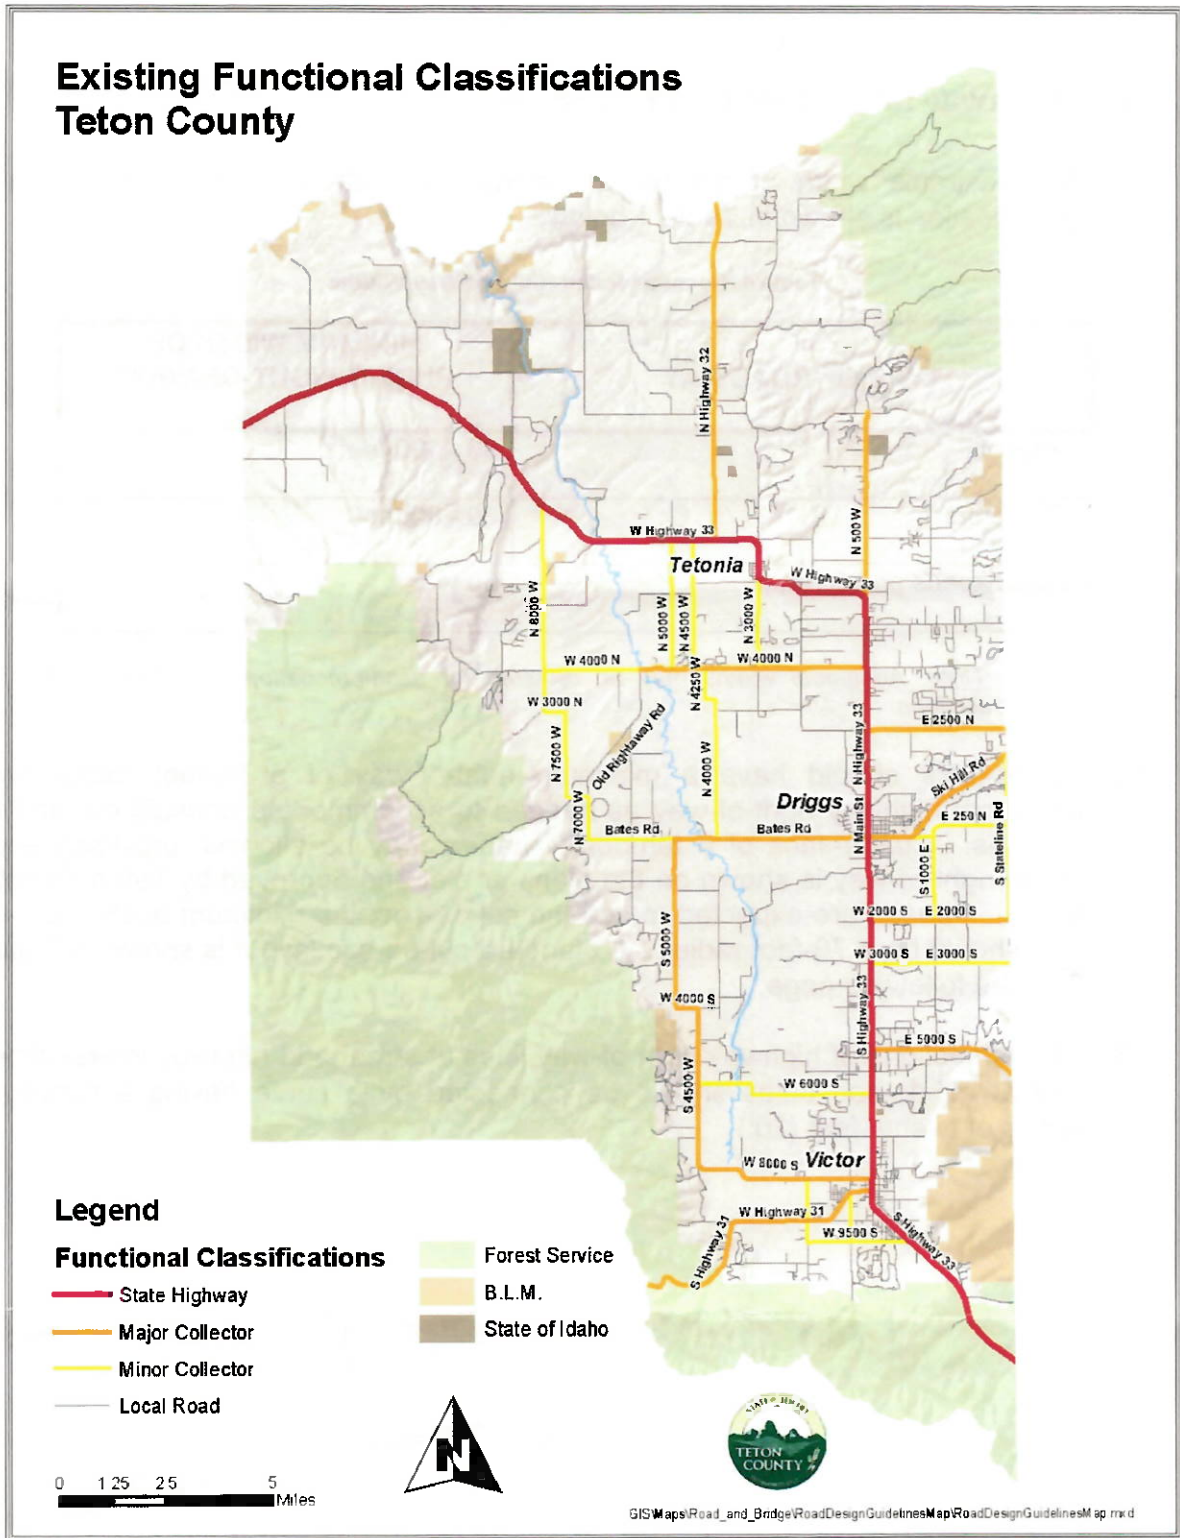 Existing Functional Classifications
Teton County
N Highway 32
N 500 W
W Highway 33
Tetonia
W Highway 33
N 8000 W
N 5000 W
N 4500 W
N 3000 W
W 4000 N
W 4000 N
N 4250 W
W 3000 N
Old Rightaway Rd
N Highway 33
E 2500 N
N 7500 W
N 4000 W
Ski Hill Rd
Driggs
N 7000 W
Bates Rd
Bates Rd
N Main St
E 250 N
S Stateline Rd
S 1000 E
W 2000 S
E 2000 S
S 5000 W
W 3000 S
E 3000 S
W 4000 S
S Highway 33
E 5000 S
S 4500 W
W 6000 S
W 8000 S
Victor
W Highway 31
S Highway 31
W 9500 S
S Highway 33
Legend
Functional Classifications
State Highway
Major Collector
Minor Collector
Local Road
Forest Service
B.L.M.
State of Idaho
N
0 1.25 2.5 5
Miles
TETON
COUNTY
GIS\Maps\Road_and_Bridge\RoadDesignGuidelinesMap\RoadDesignGuidelinesMap.mxd